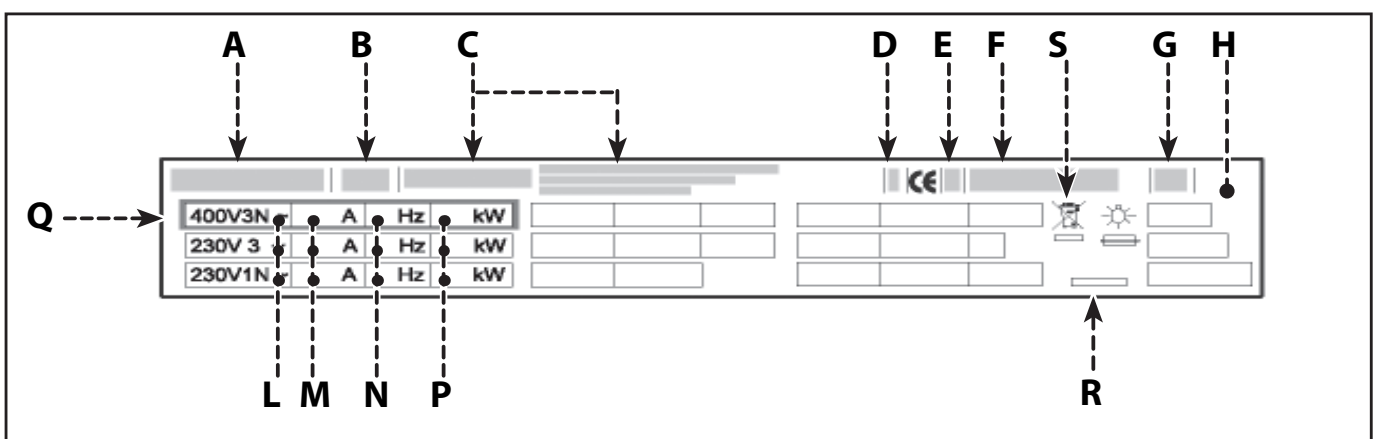 A B C D E F S G H
CE
Q
400V3N ~ A Hz kW
230V 3 ~ A Hz kW
230V1N ~ A Hz kW
L M N P R